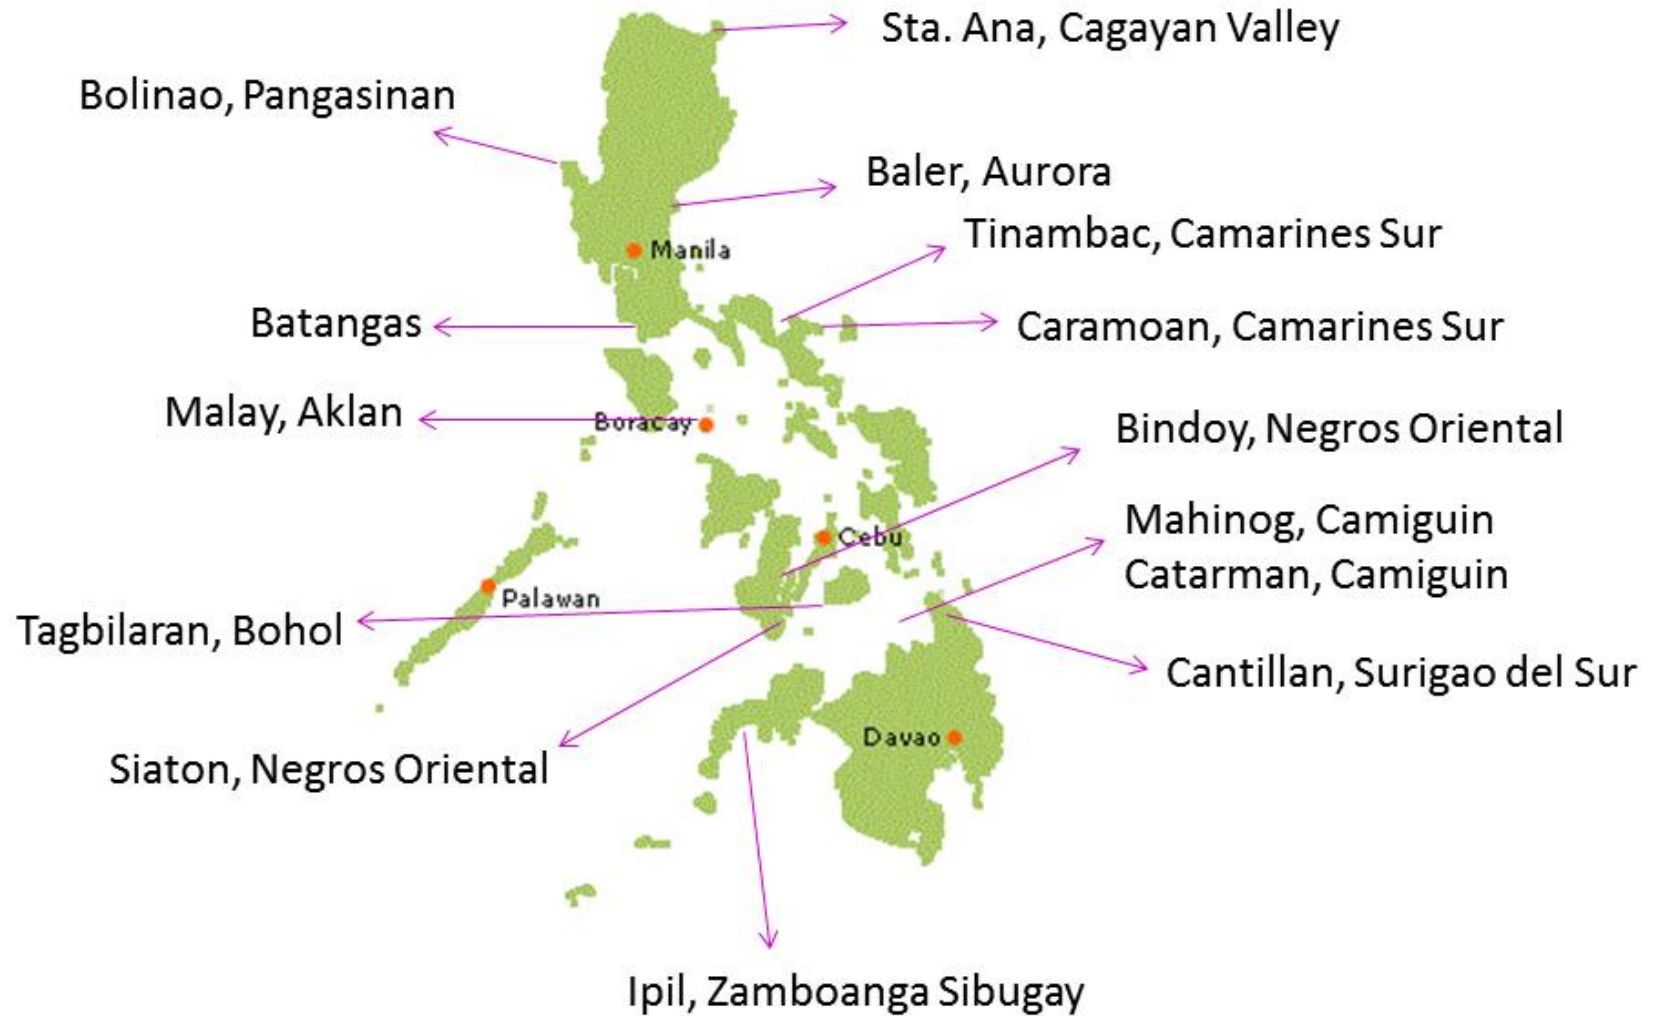 Sta. Ana, Cagayan Valley
Bolinao, Pangasinan
Baler, Aurora
Tinambac, Camarines Sur
Manila
Batangas
Caramoan, Camarines Sur
Malay, Aklan
Boracay
Bindoy, Negros Oriental
Mahinog, Camiguin
Cebu
Catarman, Camiguin
Palawan
Tagbilaran, Bohol
Cantillan, Surigao del Sur
Davao
Siaton, Negros Oriental
Ipil, Zamboanga Sibugay